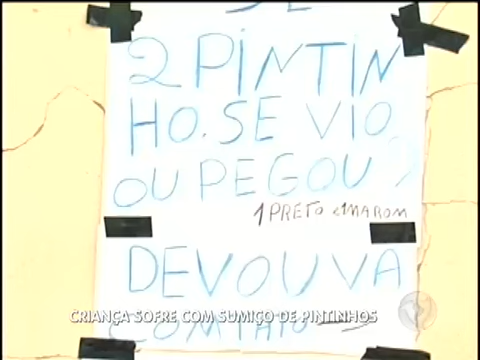 2 PINTIN
HO. SE VIO
OU PEGOU?
1 PRETO e 1 MAROM
DEVOUVA
CRIANÇA SOFRE COM SUMIÇO DE PINTINHOS